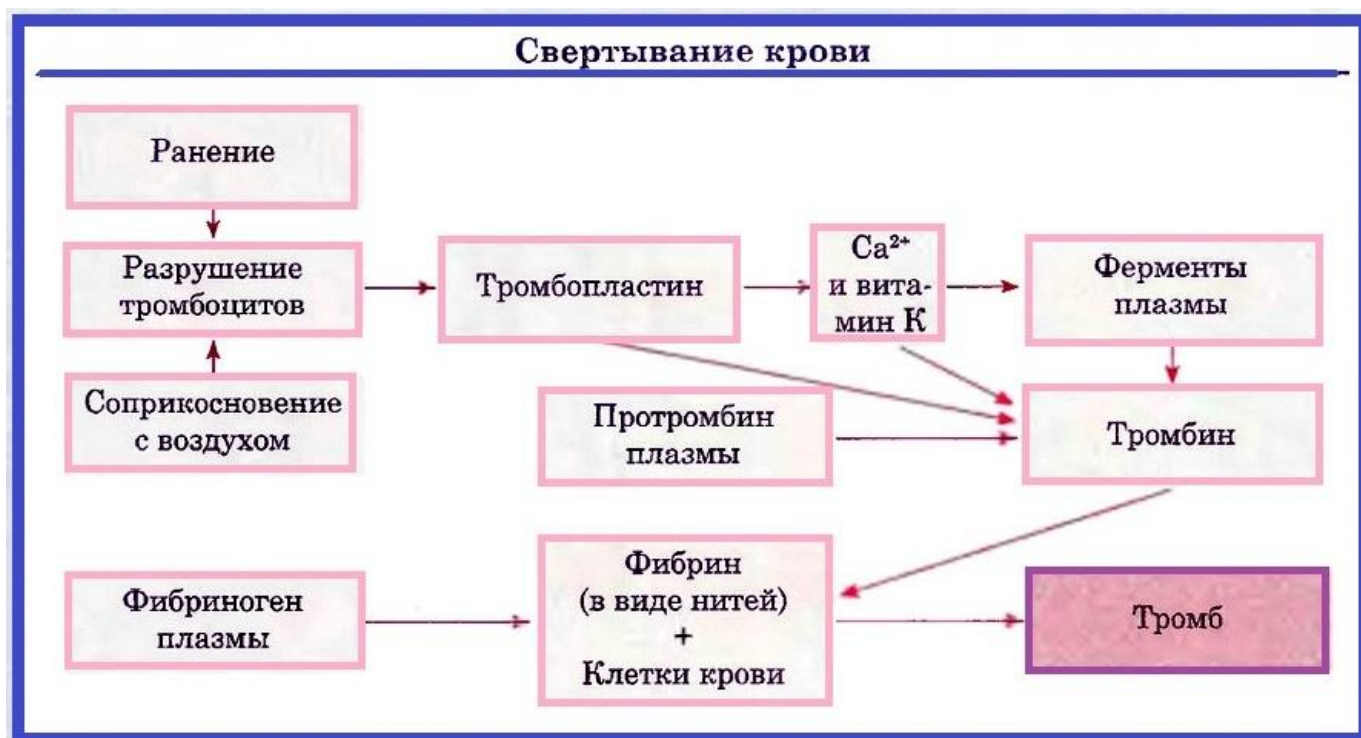 Свертывание крови
Ранение
Разрушение
тромбоцитов
Соприкосновение
с воздухом
Тромбопластин
Ca²⁺
и вита-
мин К
Ферменты
плазмы
Протромбин
плазмы
Тромбин
Фибриноген
плазмы
Фибрин
(в виде нитей)
+
Клетки крови
Тромб